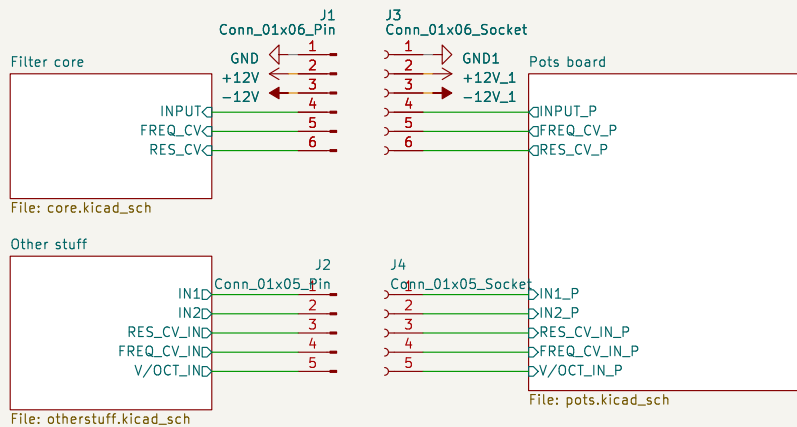 J1
Conn_01x06_Pin
J3
Conn_01x06_Socket
Filter core
GND 1
+12V 2
-12V 3
INPUT 4
FREQ_CV 5
RES_CV 6
File: core.kicad_sch
1 GND1
2 +12V_1
3 -12V_1
4
5
6
Pots board
INPUT_P
FREQ_CV_P
RES_CV_P
Other stuff
J2
Conn_01x05_Pin
J4
Conn_01x05_Socket
IN1 1
IN2 2
RES_CV_IN 3
FREQ_CV_IN 4
V/OCT_IN 5
File: otherstuff.kicad_sch
1 IN1_P
2 IN2_P
3 RES_CV_IN_P
4 FREQ_CV_IN_P
5 V/OCT_IN_P
File: pots.kicad_sch